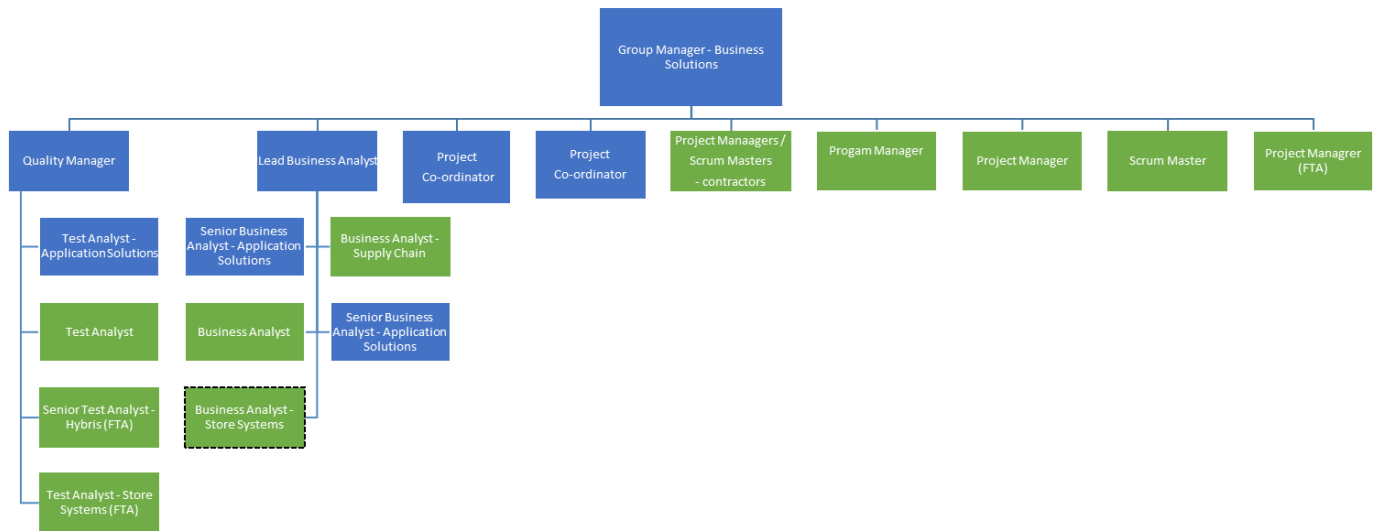 Group Manager - Business
Solutions
Quality Manager
Lead Business Analyst
Project
Co-ordinator
Project
Co-ordinator
Project Manaagers /
Scrum Masters
- contractors
Progam Manager
Project Manager
Scrum Master
Project Managrer
(FTA)
Test Analyst -
Application Solutions
Senior Business
Analyst - Application
Solutions
Business Analyst -
Supply Chain
Test Analyst
Business Analyst
Senior Business
Analyst - Application
Solutions
Senior Test Analyst -
Hybris (FTA)
Business Analyst -
Store Systems
Test Analyst - Store
Systems (FTA)